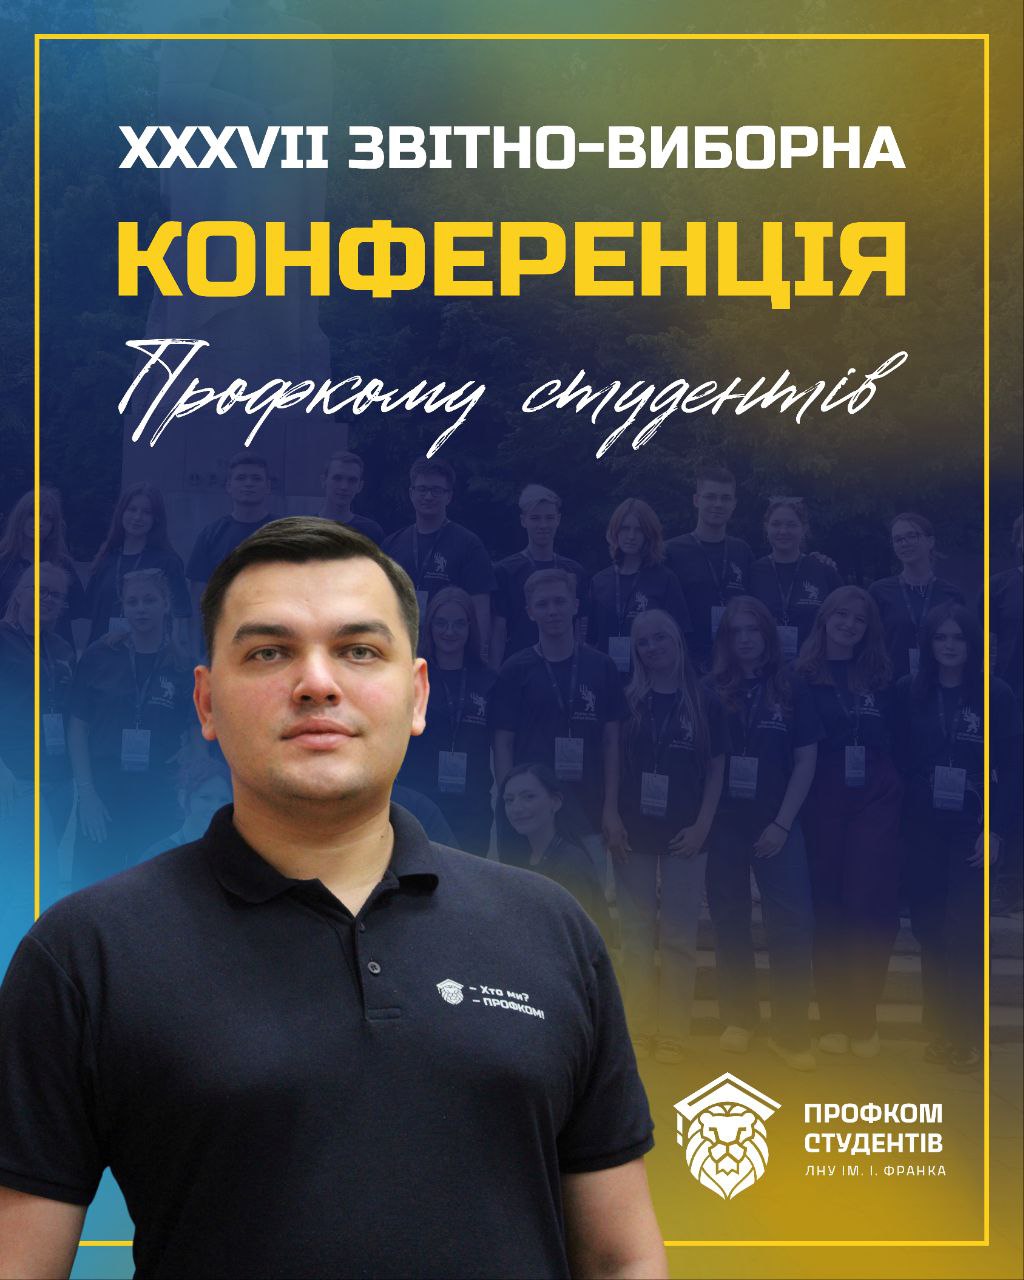 XXXVII ЗВІТНО-ВИБОРНА
КОНФЕРЕНЦІЯ
Профкому студентів
– Хто ми?
– ПРОФКОМ!
ПРОФКОМ
СТУДЕНТІВ
ЛНУ ІМ. І. ФРАНКА